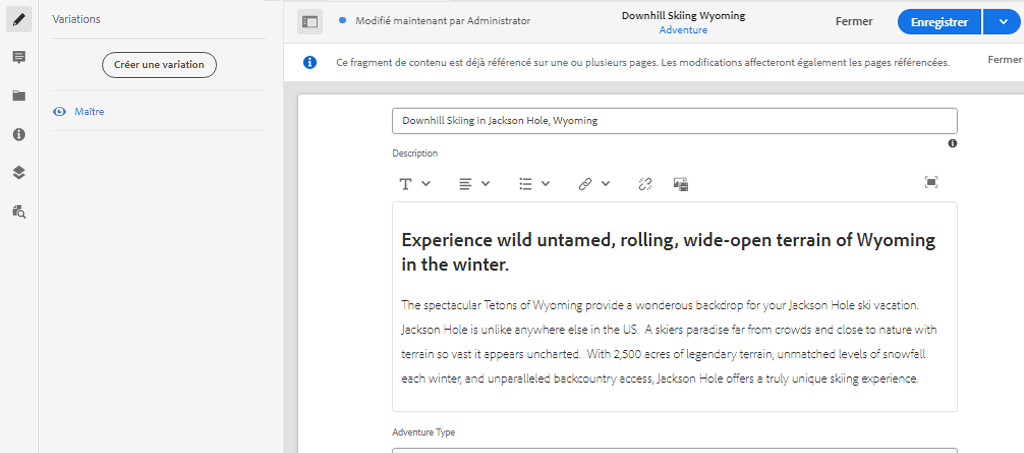 Variations
Créer une variation
Maître
Modifié maintenant par Administrator
Downhill Skiing Wyoming
Adventure
Fermer
Enregistrer
Ce fragment de contenu est déjà référencé sur une ou plusieurs pages. Les modifications affecteront également les pages référencées.
Fermer
Downhill Skiing in Jackson Hole, Wyoming
Description
Experience wild untamed, rolling, wide-open terrain of Wyoming
in the winter.
The spectacular Tetons of Wyoming provide a wonderous backdrop for your Jackson Hole ski vacation.
Jackson Hole is unlike anywhere else in the US.  A skiers paradise far from crowds and close to nature with
terrain so vast it appears uncharted.  With 2,500 acres of legendary terrain, unmatched levels of snowfall
each winter, and unparalleled backcountry access, Jackson Hole offers a truly unique skiing experience.
Adventure Type